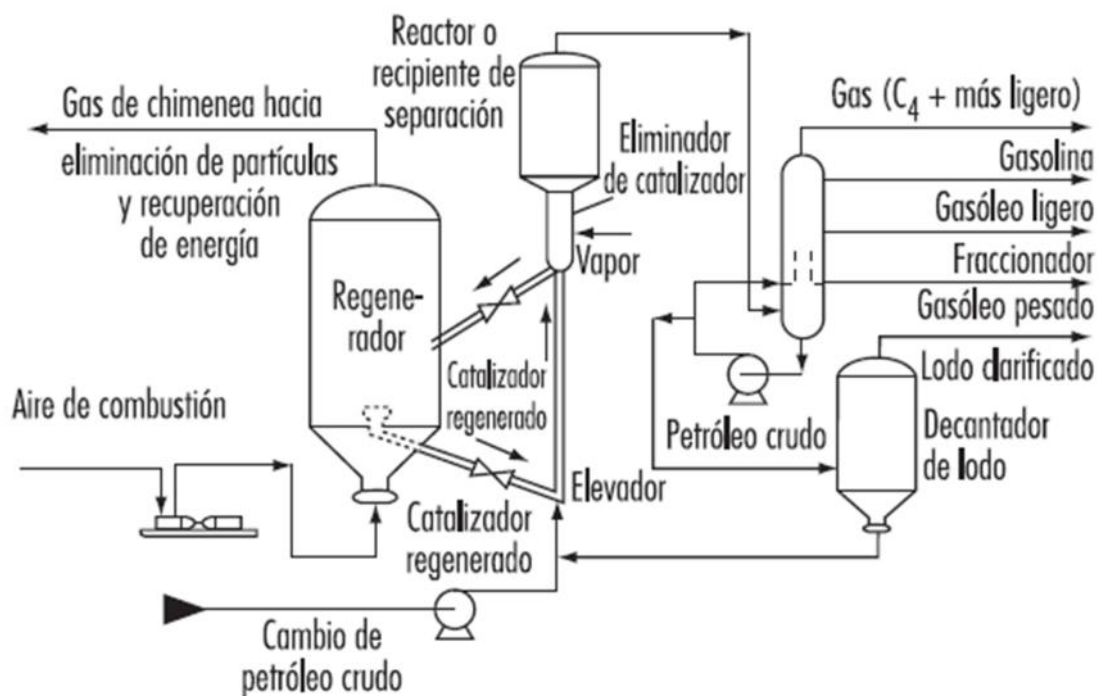 Reactor o
recipiente de
separación
Gas de chimenea hacia
eliminación de partículas
y recuperación
de energía
Gas (C₄ + más ligero)
Eliminador
de catalizador
Gasolina
Gasóleo ligero
Vapor
Fraccionador
Regene-
rador
Gasóleo pesado
Catalizador
regenerado
Lodo clarificado
Aire de combustión
Petróleo crudo
Decantador
de lodo
Elevador
Catalizador
regenerado
Cambio de
petróleo crudo